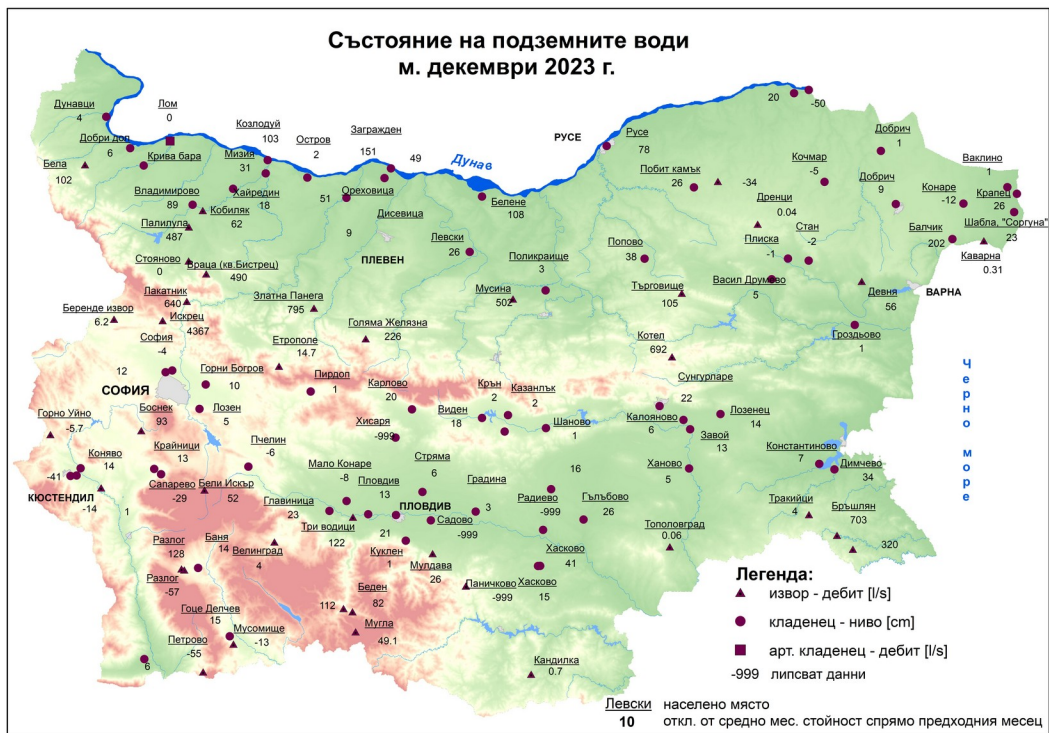 Състояние на подземните води
м. декември 2023 г.
Дунавци
4
Лом
0
Добри дол
6
Крива бара
Бела
102
Козлодуй
103
Мизия
31
Хайредин
18
Остров
2
Загражден
151
49
Дунав
РУСЕ
Русе
78
20
-50
Добрич
1
Ваклино
1
Кочмар
-5
Побит камък
26
-34
Добрич
9
Конаре
-12
Крапец
26
Шабла, "Соргуна"
23
Владимирово
89
Кобиляк
62
Ореховица
51
Дисевица
9
Белене
108
Дренци
0.04
Стан
-2
Балчик
202
Каварна
0.31
Палилула
487
Стояново
0
Враца (кв.Бистрец)
490
ПЛЕВЕН
Левски
26
Поликраище
3
Попово
38
Плиска
-1
Васил Друмево
5
Девня
56
ВАРНА
Лакатник
640
Беренде извор
6.2
Искрец
4367
Златна Панега
795
Мусина
502
Търговище
105
Гроздьово
1
София
-4
Етрополе
14.7
Голяма Желязна
226
Котел
692
12
СОФИЯ
Горни Богров
10
Пирдоп
1
Карлово
20
Крън
2
Казанлък
2
Сунгурларе
22
Черно море
Горно Уйно
-5.7
Боснек
93
Лозен
5
Хисаря
-999
Виден
18
Шаново
1
Калояново
6
Лозенец
14
Завой
13
Коняво
14
Крайници
13
Пчелин
-6
Стряма
6
16
Ханово
5
Константиново
7
Димчево
34
-41
КЮСТЕНДИЛ
-14
Сапарево
-29
Бели Искър
52
Мало Конаре
-8
Пловдив
13
Градина
3
Радиево
-999
Гълъбово
26
Тракийци
4
Бръшлян
703
320
1
Главиница
23
Три водици
122
ПЛОВДИВ
21
Садово
-999
Тополовград
0.06
Разлог
128
Баня
14
Велинград
4
Куклен
1
Мулдава
26
Хасково
41
Разлог
-57
Беден
82
112
Паничково
-999
Хасково
15
Гоце Делчев
15
Мугла
49.1
Петрово
-55
Мусомище
-13
6
Кандилка
0.7
Легенда:
извор - дебит [l/s]
кладенец - ниво [cm]
арт. кладенец - дебит [l/s]
-999 липсват данни
Левски населено място
10 откл. от средно мес. стойност спрямо предходния месец